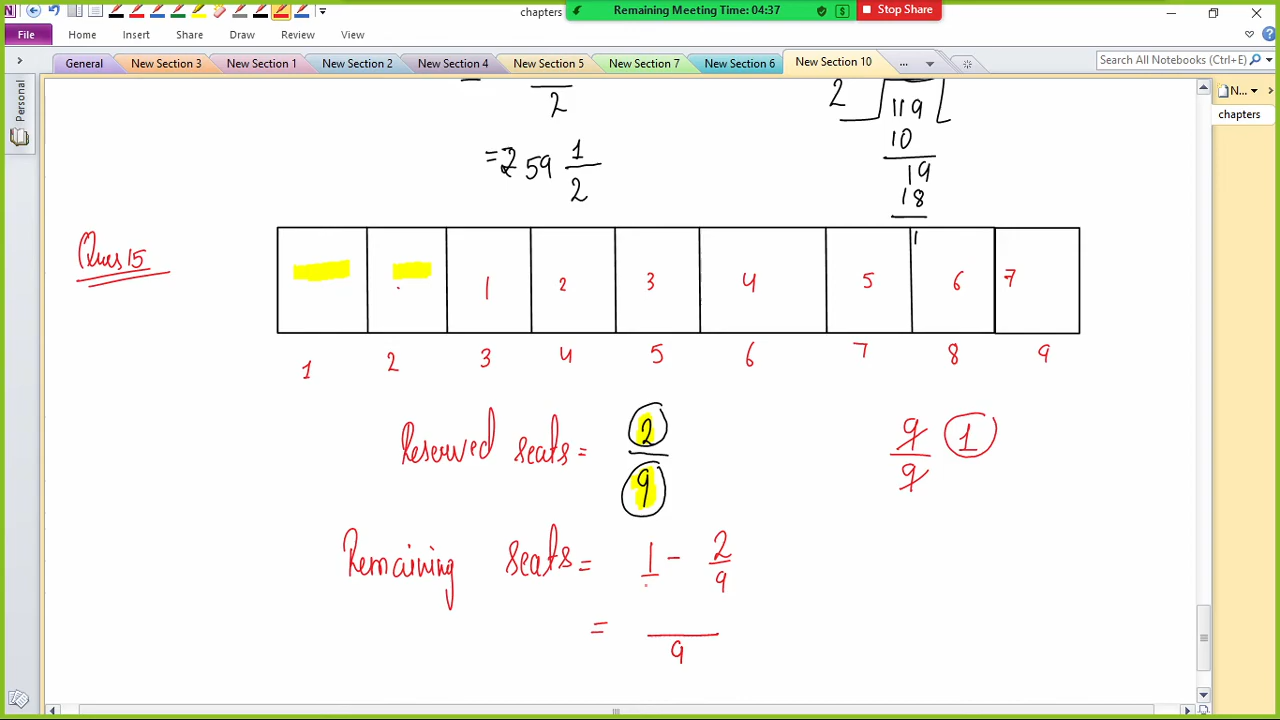 chapters
Remaining Meeting Time: 04:37
Stop Share
File Home Insert Share Draw Review View
General New Section 3 New Section 1 New Section 2 New Section 4 New Section 5 New Section 7 New Section 6 New Section 10 ...
Search All Notebooks (Ctrl+E)
Personal
N...
chapters
2
2 119
10
= 259 1/2
19
18
1
Ques 15
1 2 3 4 5 6 7
1 2 3 4 5 6 7 8 9
Reserved seats = 2/9
9/9 1
Remaining seats = 1 - 2/9
= 9